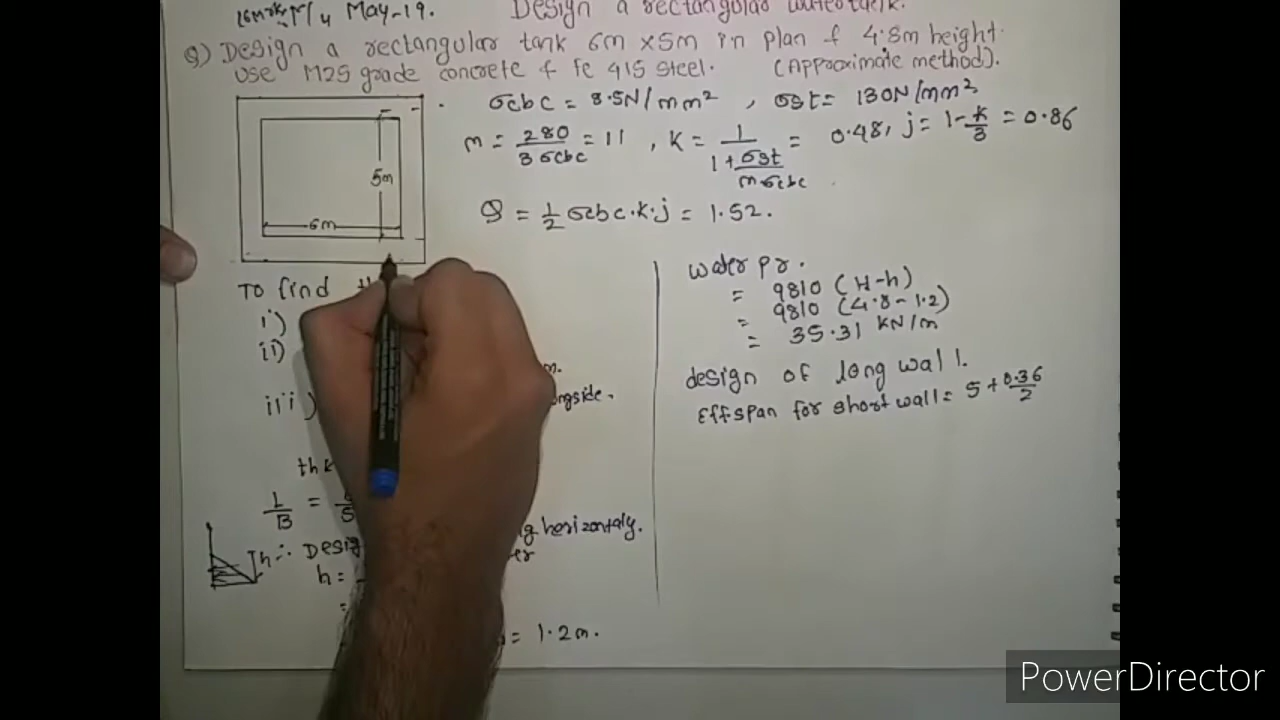 May-19. Design a rectangular water tank.
Q) Design a rectangular tank 6m x5m in plan & 4.8m height.
Use M25 grade concrete & Fe 415 steel. (Approximate method).
σcbc = 8.5N/mm² , σst = 130N/mm²
m = 280/3σcbc = 11 , K = 1/(1+σst/mσcbc) = 0.48, j = 1-k/3 = 0.86
5m
6m
Q = 1/2 σcbc.k.j = 1.52.
To find
i)
ii)
m.
iii)
longside.
L/B =
horizontaly.
h ∴ Desig
h =
=
= 1.2m.
water pr.
= 9810 (H-h)
= 9810 (4.8-1.2)
= 35.31 KN/m
design of long wall.
Eff.span for short wall = 5 + 0.36/2
PowerDirector